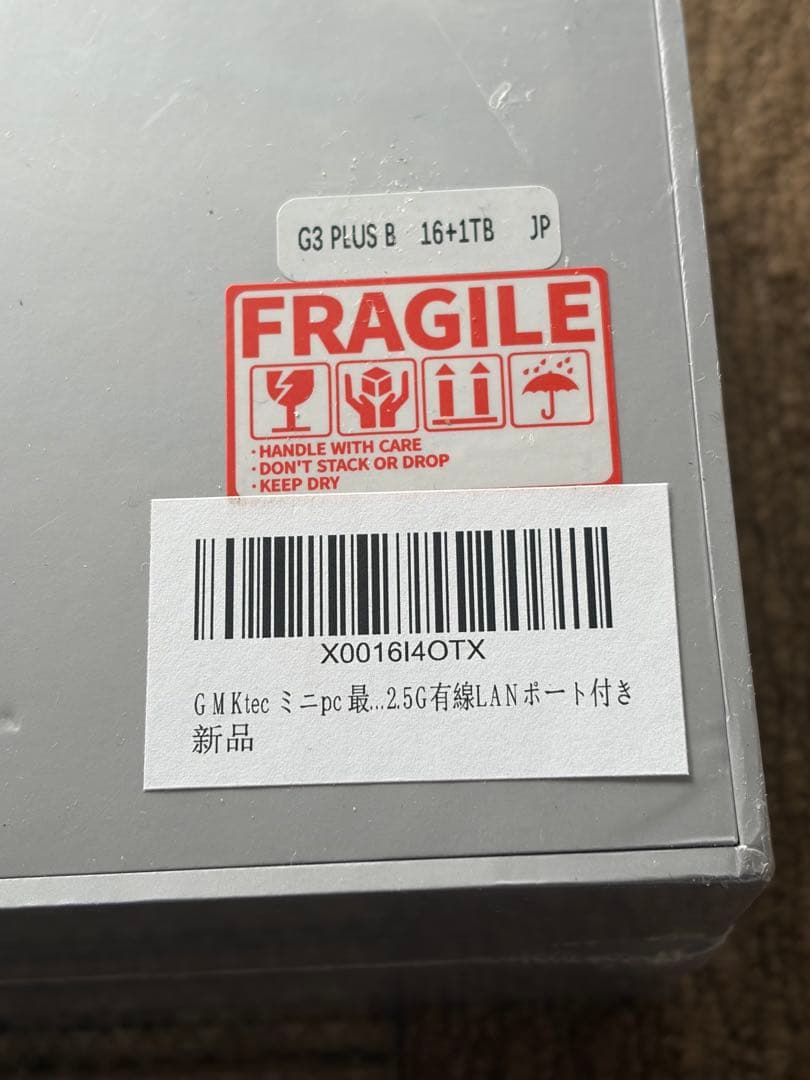 G3 PLUS B 16+1TB JP
FRAGILE
·HANDLE WITH CARE
·DON'T STACK OR DROP
·KEEP DRY
X0016I4OTX
GMKtec ミニpc 最...2.5G有線LANポート付き
新品